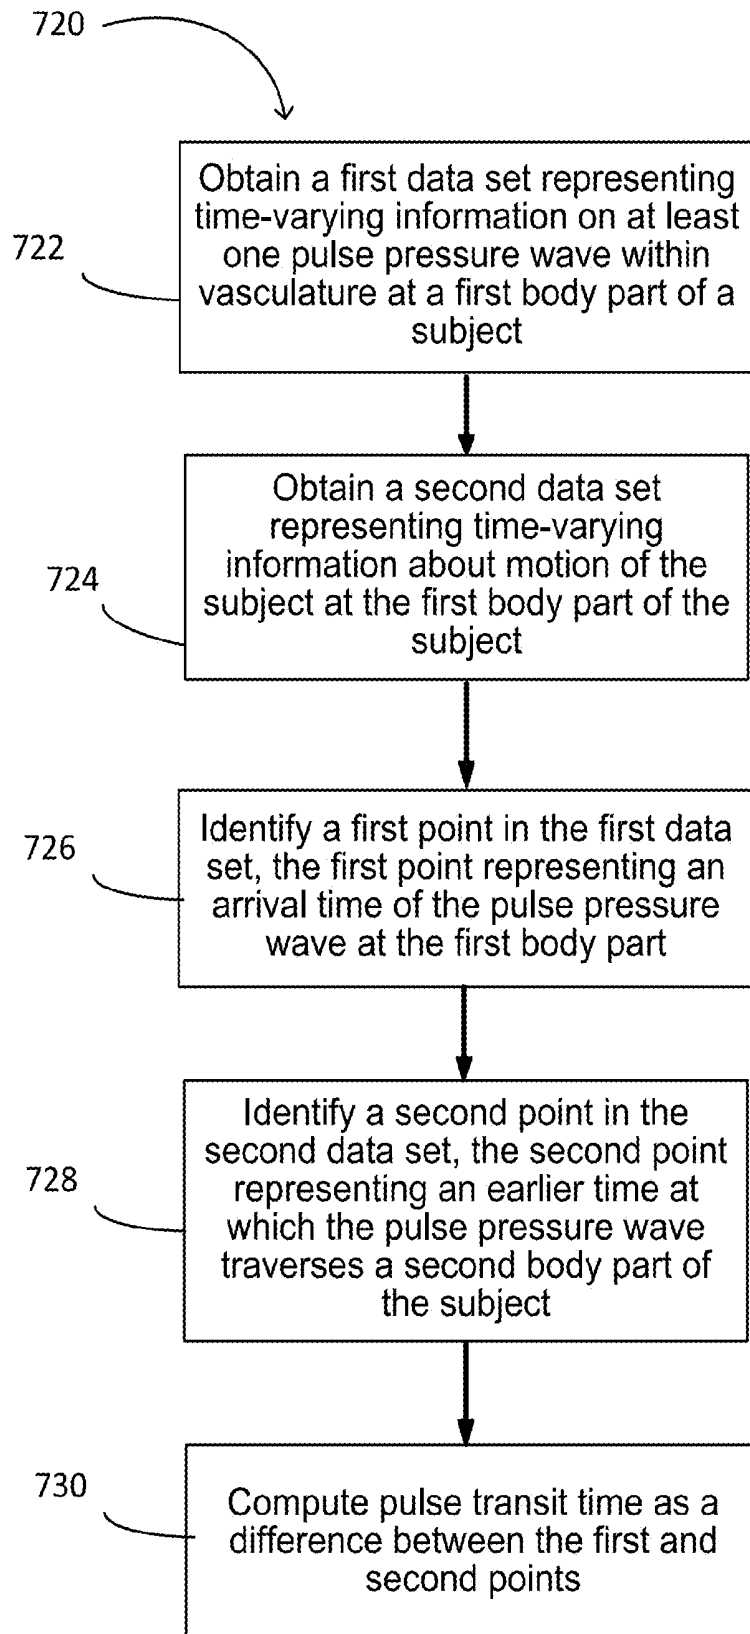 720
Obtain a first data set representing
time-varying information on at least
one pulse pressure wave within
vasculature at a first body part of a
subject
722
Obtain a second data set
representing time-varying
information about motion of the
subject at the first body part of the
subject
724
Identify a first point in the first data
set, the first point representing an
arrival time of the pulse pressure
wave at the first body part
726
Identify a second point in the
second data set, the second point
representing an earlier time at
which the pulse pressure wave
traverses a second body part of
the subject
728
Compute pulse transit time as a
difference between the first and
second points
730